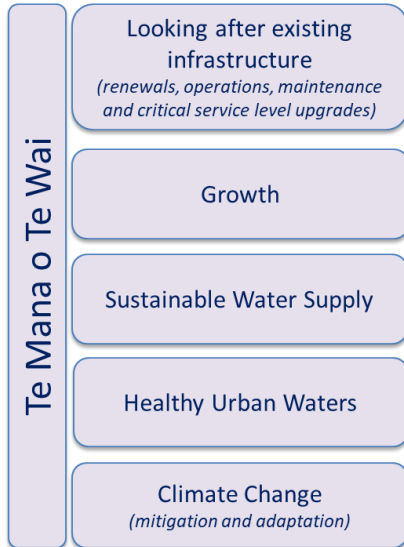 Te Mana o Te Wai
Looking after existing
infrastructure
(renewals, operations, maintenance
and critical service level upgrades)
Growth
Sustainable Water Supply
Healthy Urban Waters
Climate Change
(mitigation and adaptation)